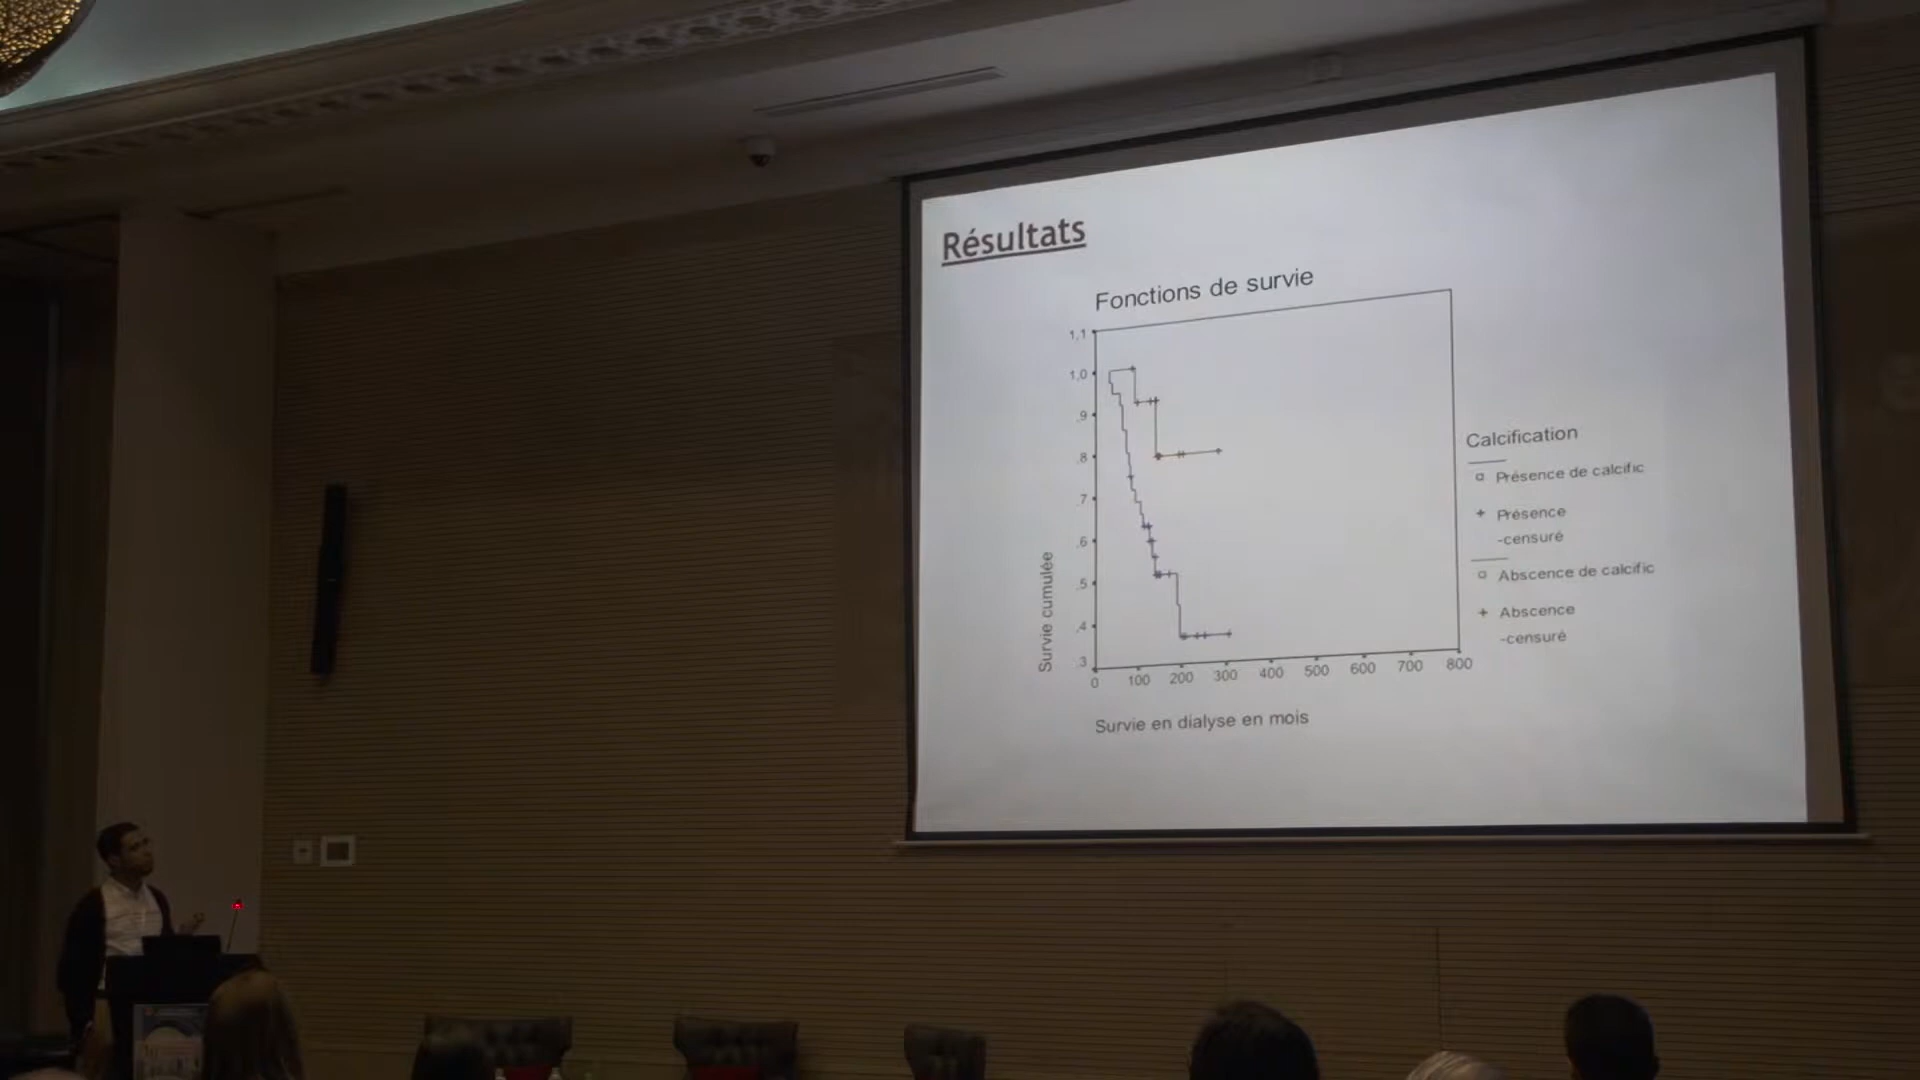 Résultats
Fonctions de survie
1,1
1,0
,9
,8
,7
,6
,5
,4
,3
Survie cumulée
0 100 200 300 400 500 600 700 800
Survie en dialyse en mois
Calcification
Présence de calcific
Présence
-censuré
Abscence de calcific
Abscence
-censuré